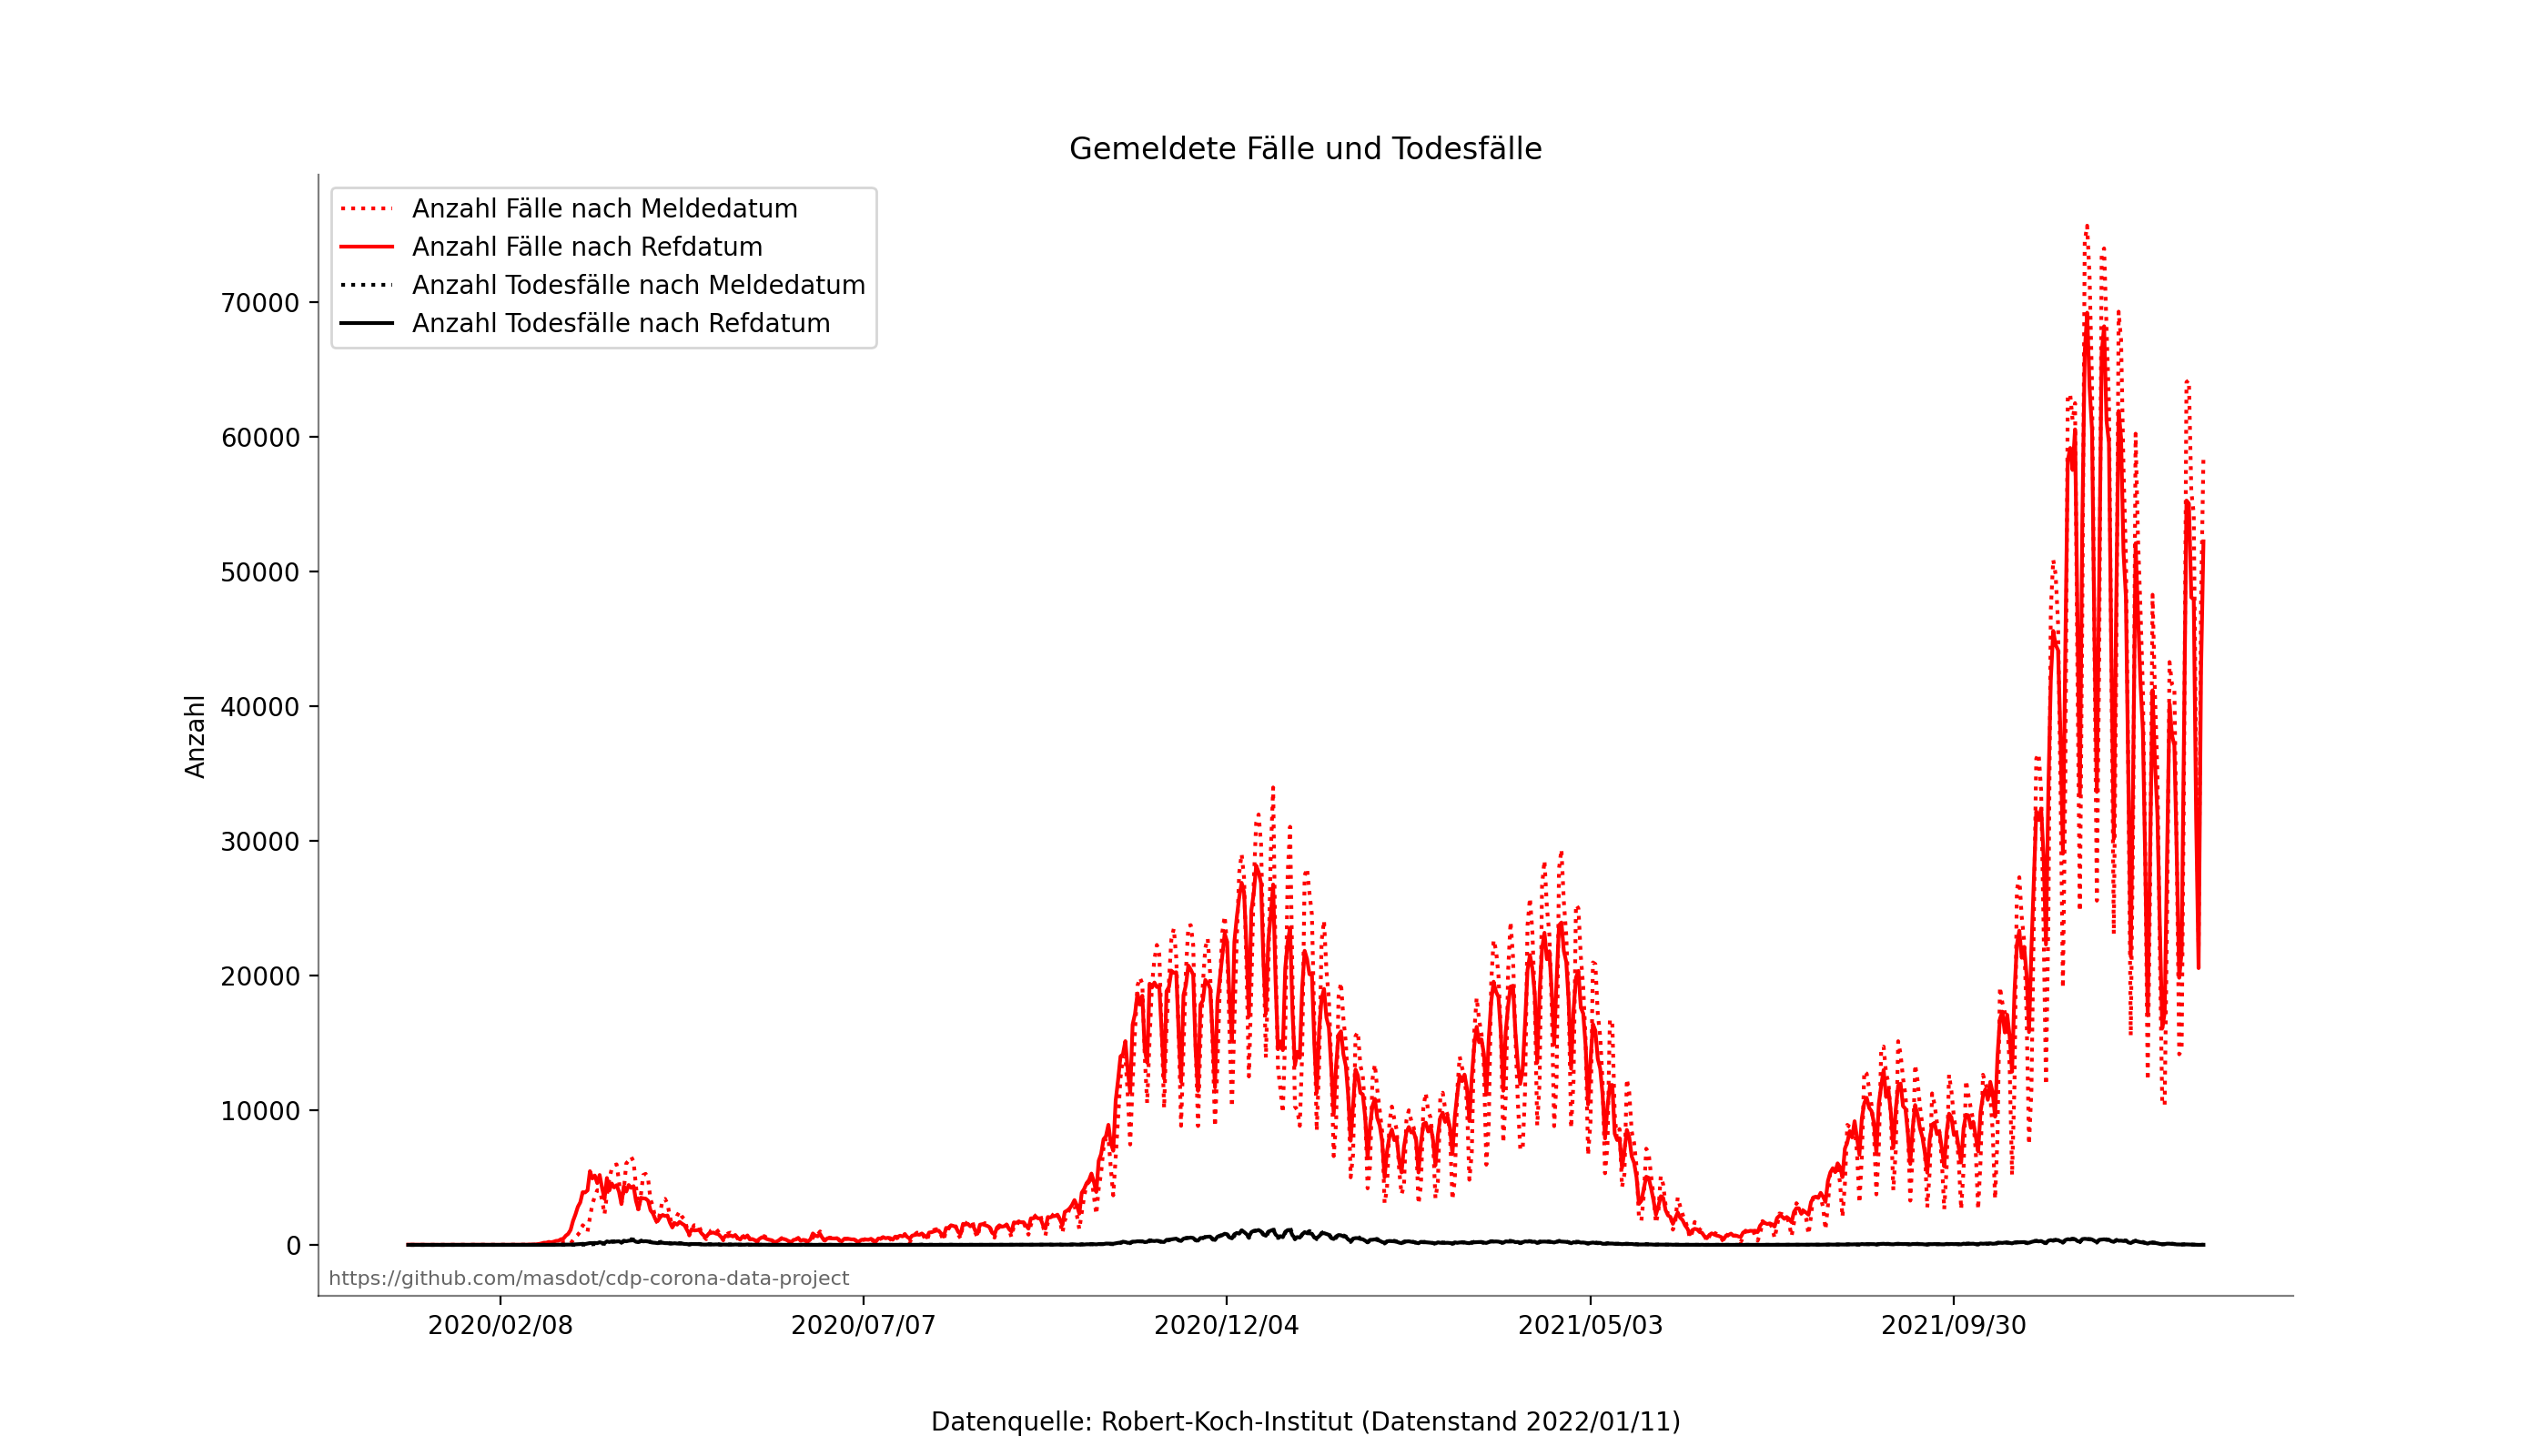 Gemeldete Fälle und Todesfälle
Anzahl Fälle nach Meldedatum
Anzahl Fälle nach Refdatum
Anzahl Todesfälle nach Meldedatum
Anzahl Todesfälle nach Refdatum
Anzahl
70000
60000
50000
40000
30000
20000
10000
0
https://github.com/masdot/cdp-corona-data-project
2020/02/08 2020/07/07 2020/12/04 2021/05/03 2021/09/30
Datenquelle: Robert-Koch-Institut (Datenstand 2022/01/11)